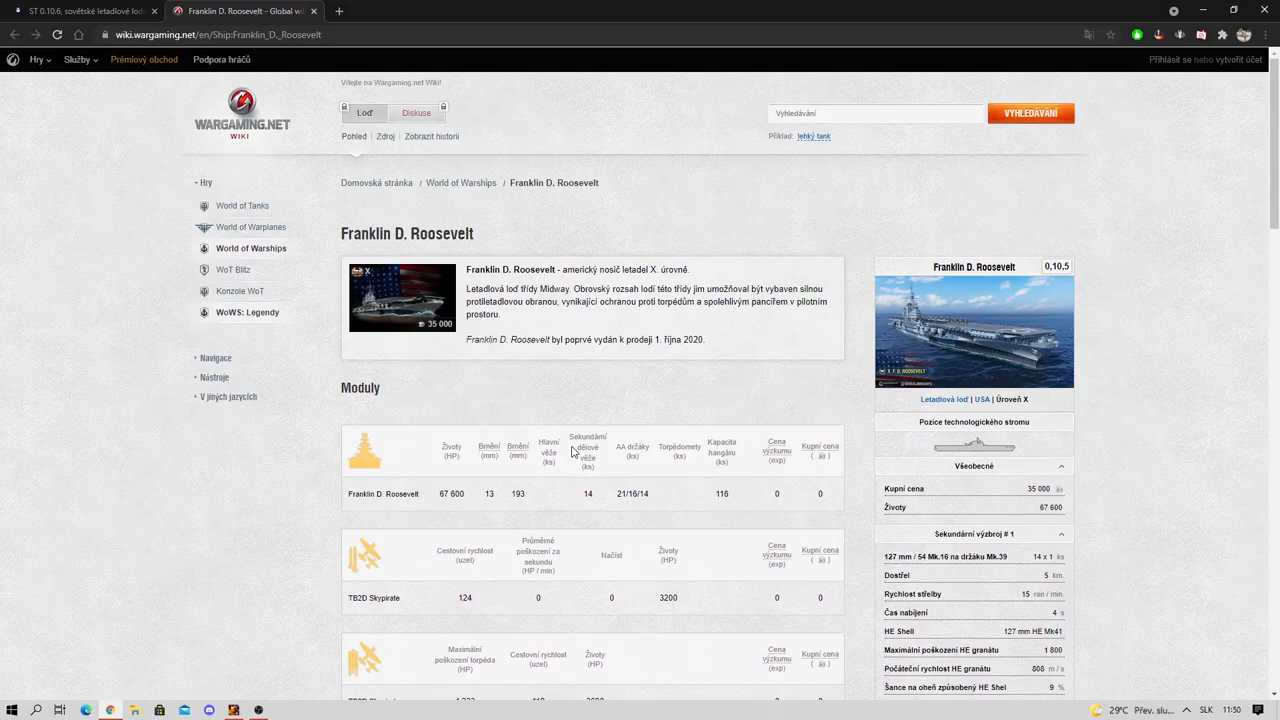 ST 0.10.6, sovětské letadlové lodě
Franklin D. Roosevelt - Global wi
wiki.wargaming.net/en/Ship:Franklin_D._Roosevelt
Hry Služby Prémiový obchod Podpora hráčů Přihlásit se nebo vytvořit účet
Vítejte na Wargaming.net Wiki!
WARGAMING.NET
WIKI
Loď Diskuse Vyhledávání VYHLEDÁVÁNÍ
Pohled Zdroj Zobrazit historii Příklad: lehký tank
Hry
World of Tanks
World of Warplanes
World of Warships
WoT Blitz
Konzole WoT
WoWS: Legendy
Navigace
Nástroje
V jiných jazycích
Domovská stránka / World of Warships / Franklin D. Roosevelt
Franklin D. Roosevelt
X
35 000
Franklin D. Roosevelt - americký nosič letadel X. úrovně.
Letadlová loď třídy Midway. Obrovský rozsah lodí této třídy jim umožňoval být vybaven silnou
protiletadlovou obranou, vynikající ochranou proti torpédům a spolehlivým pancířem v pilotním
prostoru.
Franklin D. Roosevelt byl poprvé vydán k prodeji 1. října 2020.
Moduly
Životy (HP) Brnění (mm) Brnění (mm) Hlavní věže (ks) Sekundární dělové věže (ks) AA držáky (ks) Torpédomety (ks) Kapacita hangáru (ks) Cena výzkumu (exp) Kupní cena ( )
Franklin D. Roosevelt 67 600 13 193 14 21/16/14 116 0 0
Cestovní rychlost (uzel) Průměrné poškození za sekundu (HP / min) Načíst Životy (HP) Cena výzkumu (exp) Kupní cena ( )
TB2D Skypirate 124 0 0 3200 0 0
Maximální poškození torpéda (HP) Cestovní rychlost (uzel) Životy (HP) Cena výzkumu (exp) Kupní cena ( )
Franklin D. Roosevelt 0,10,5
X F. D. ROOSEVELT
Letadlová loď | USA | Úroveň X
Pozice technologického stromu
Všeobecné
Kupní cena 35 000
Životy 67 600
Sekundární výzbroj # 1
127 mm / 54 Mk.16 na držáku Mk.39 14 x 1 ks
Dostřel 5 km.
Rychlost střelby 15 ran / min.
Čas nabíjení 4 s
HE Shell 127 mm HE Mk41
Maximální poškození HE granátu 1 800
Počáteční rychlost HE granátu 808 m / s
Šance na oheň způsobený HE Shel 9 %
29°C Přev. slu... SLK 11:50